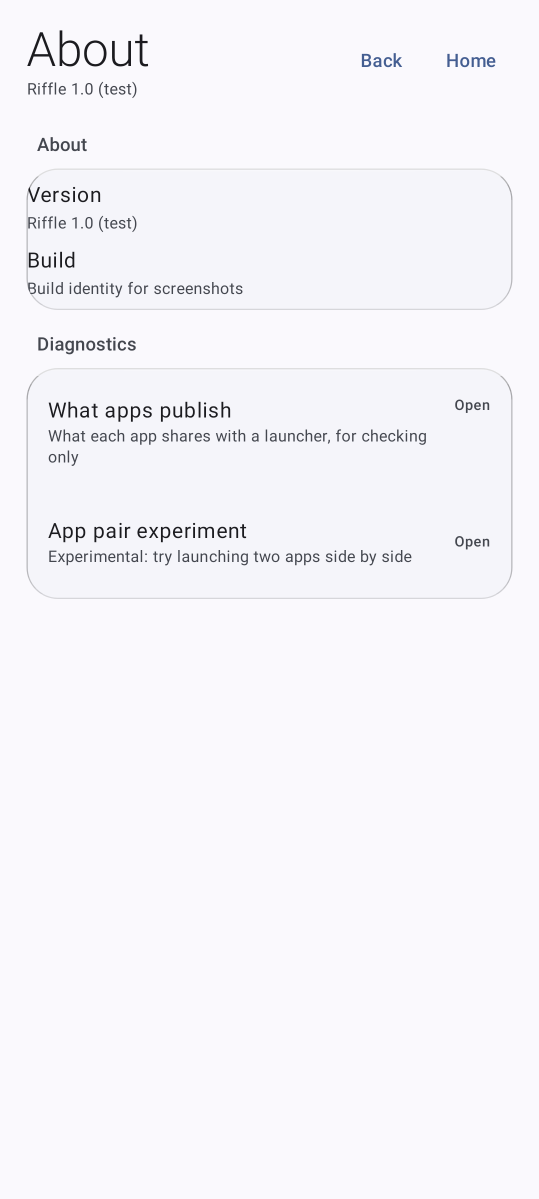 About
Back
Home
Riffle 1.0 (test)
About
Version
Riffle 1.0 (test)
Build
Build identity for screenshots
Diagnostics
What apps publish
Open
What each app shares with a launcher, for checking
only
App pair experiment
Open
Experimental: try launching two apps side by side